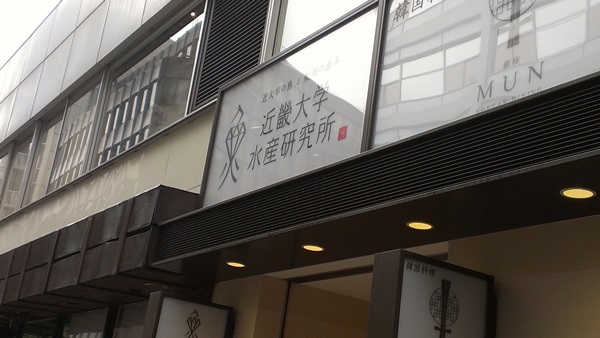 近大卒の魚と紀州の恵み
近畿大学
水産研究所
韓国料
MUN
韓国料理